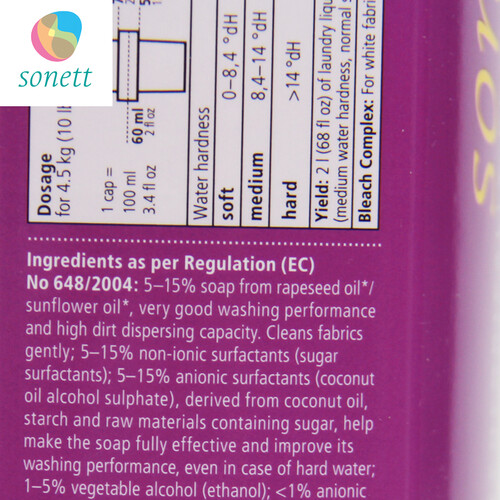 sonett
Dosage
for 4.5 kg (10 lb
1 cap =
100 ml
3.4 fl oz
60 ml
2 fl oz
Water hardness
soft
0–8,4 °dH
medium
8,4–14 °dH
hard
>14 °dH
Yield: 2 l (68 fl oz) of laundry liqu
(medium water hardness, normal s
Bleach Complex: For white fabri
Ingredients as per Regulation (EC)
No 648/2004: 5–15% soap from rapeseed oil*/
sunflower oil*, very good washing performance
and high dirt dispersing capacity. Cleans fabrics
gently; 5–15% non-ionic surfactants (sugar
surfactants); 5–15% anionic surfactants (coconut
oil alcohol sulphate), derived from coconut oil,
starch and raw materials containing sugar, help
make the soap fully effective and improve its
washing performance, even in case of hard water;
1–5% vegetable alcohol (ethanol); <1% anionic